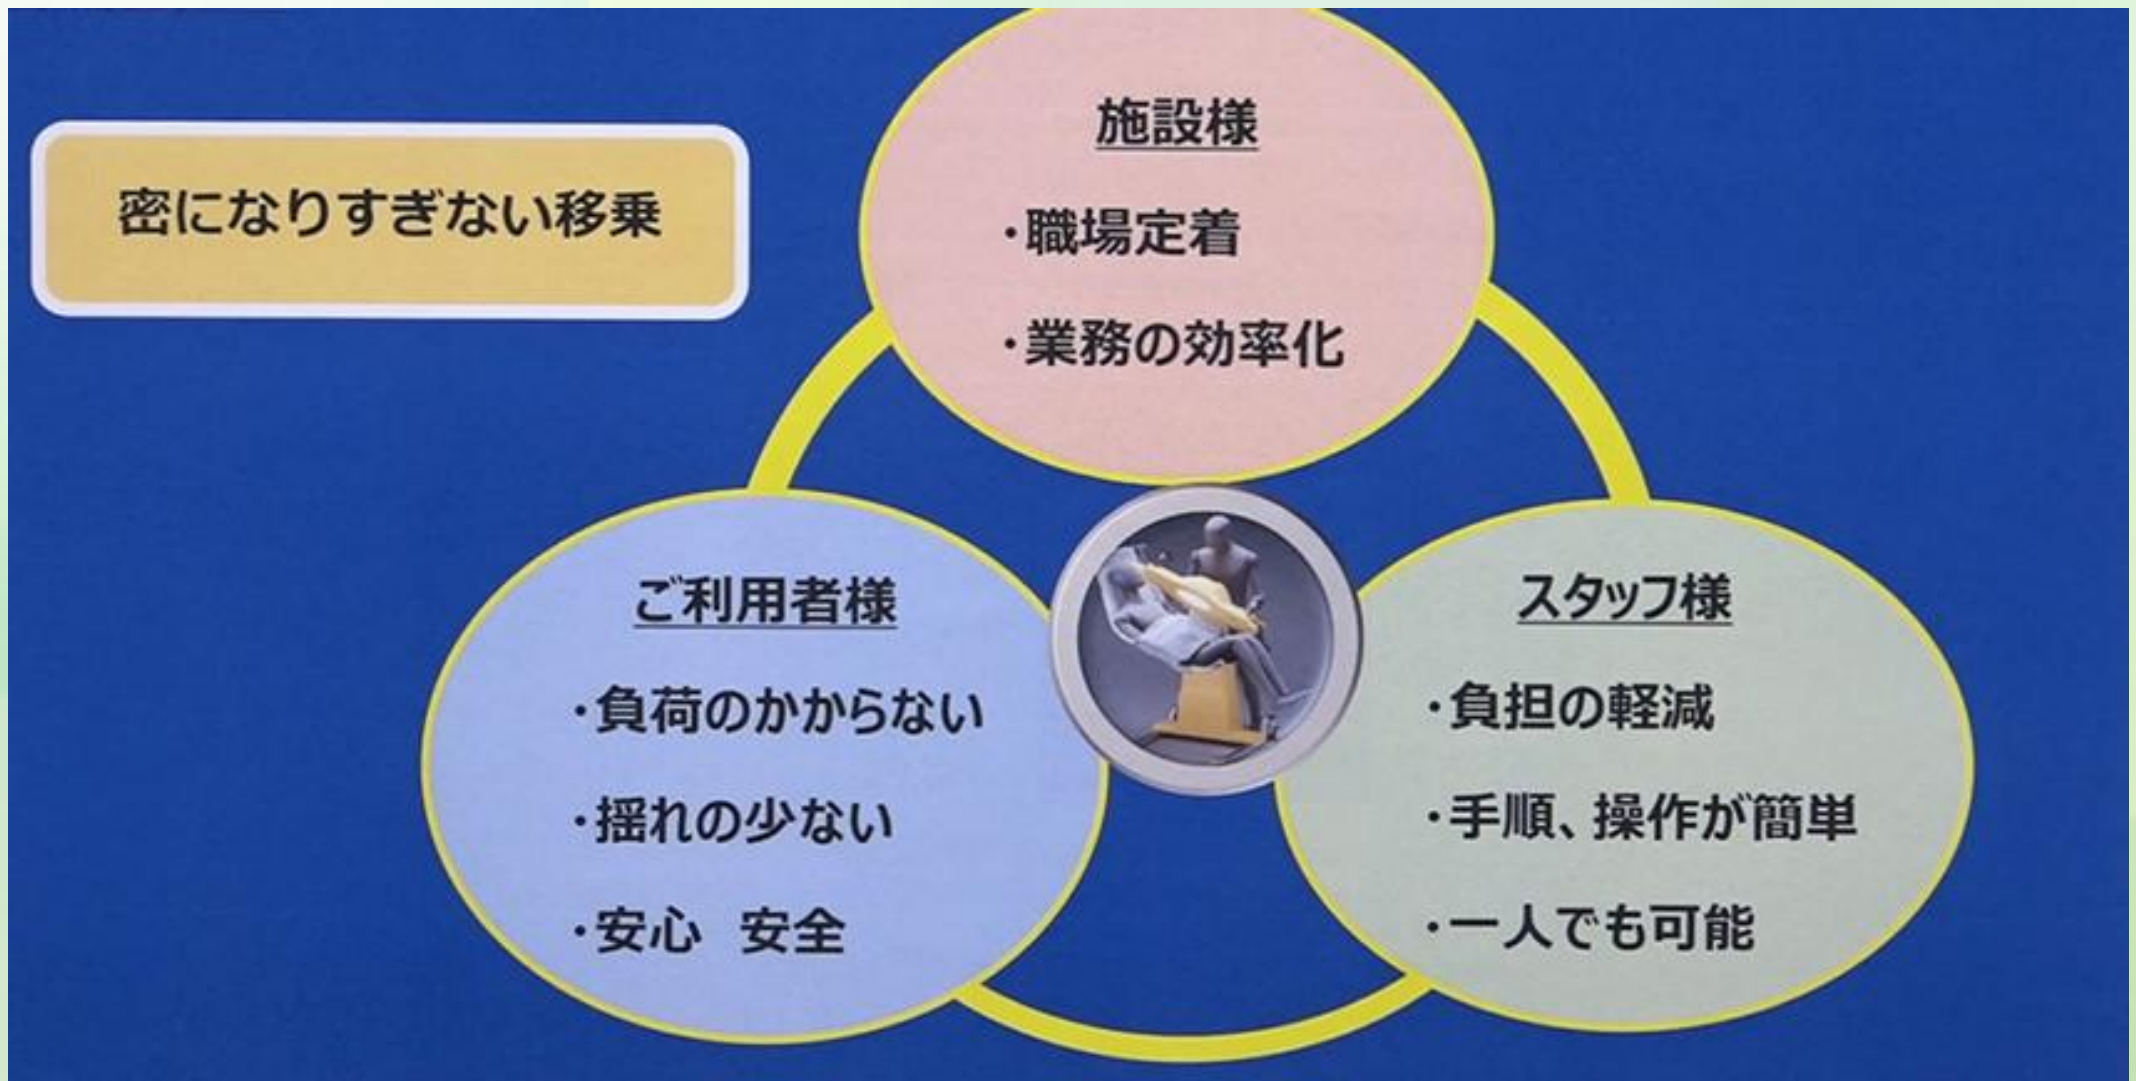 密になりすぎない移乗
施設様
・職場定着
・業務の効率化
ご利用者様
・負荷のかからない
・揺れの少ない
・安心　安全
スタッフ様
・負担の軽減
・手順、操作が簡単
・一人でも可能